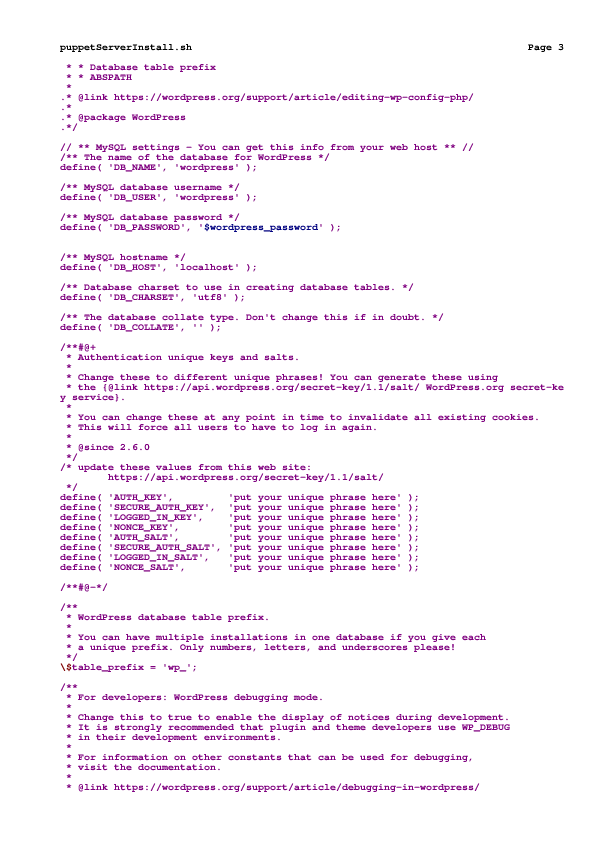 puppetServerInstall.sh Page 3
* * Database table prefix
* * ABSPATH
*
.* @link https://wordpress.org/support/article/editing-wp-config-php/
.*
.* @package WordPress
.*/
// ** MySQL settings - You can get this info from your web host ** //
/** The name of the database for WordPress */
define( 'DB_NAME', 'wordpress' );
/** MySQL database username */
define( 'DB_USER', 'wordpress' );
/** MySQL database password */
define( 'DB_PASSWORD', '$wordpress_password' );
/** MySQL hostname */
define( 'DB_HOST', 'localhost' );
/** Database charset to use in creating database tables. */
define( 'DB_CHARSET', 'utf8' );
/** The database collate type. Don't change this if in doubt. */
define( 'DB_COLLATE', '' );
/**#@+
* Authentication unique keys and salts.
*
* Change these to different unique phrases! You can generate these using
* the {@link https://api.wordpress.org/secret-key/1.1/salt/ WordPress.org secret-ke
y service}.
*
* You can change these at any point in time to invalidate all existing cookies.
* This will force all users to have to log in again.
*
* @since 2.6.0
*/
/* update these values from this web site:
https://api.wordpress.org/secret-key/1.1/salt/
*/
define( 'AUTH_KEY', 'put your unique phrase here' );
define( 'SECURE_AUTH_KEY', 'put your unique phrase here' );
define( 'LOGGED_IN_KEY', 'put your unique phrase here' );
define( 'NONCE_KEY', 'put your unique phrase here' );
define( 'AUTH_SALT', 'put your unique phrase here' );
define( 'SECURE_AUTH_SALT', 'put your unique phrase here' );
define( 'LOGGED_IN_SALT', 'put your unique phrase here' );
define( 'NONCE_SALT', 'put your unique phrase here' );
/**#@-*/
/**
* WordPress database table prefix.
*
* You can have multiple installations in one database if you give each
* a unique prefix. Only numbers, letters, and underscores please!
*/
\$table_prefix = 'wp_';
/**
* For developers: WordPress debugging mode.
*
* Change this to true to enable the display of notices during development.
* It is strongly recommended that plugin and theme developers use WP_DEBUG
* in their development environments.
*
* For information on other constants that can be used for debugging,
* visit the documentation.
*
* @link https://wordpress.org/support/article/debugging-in-wordpress/